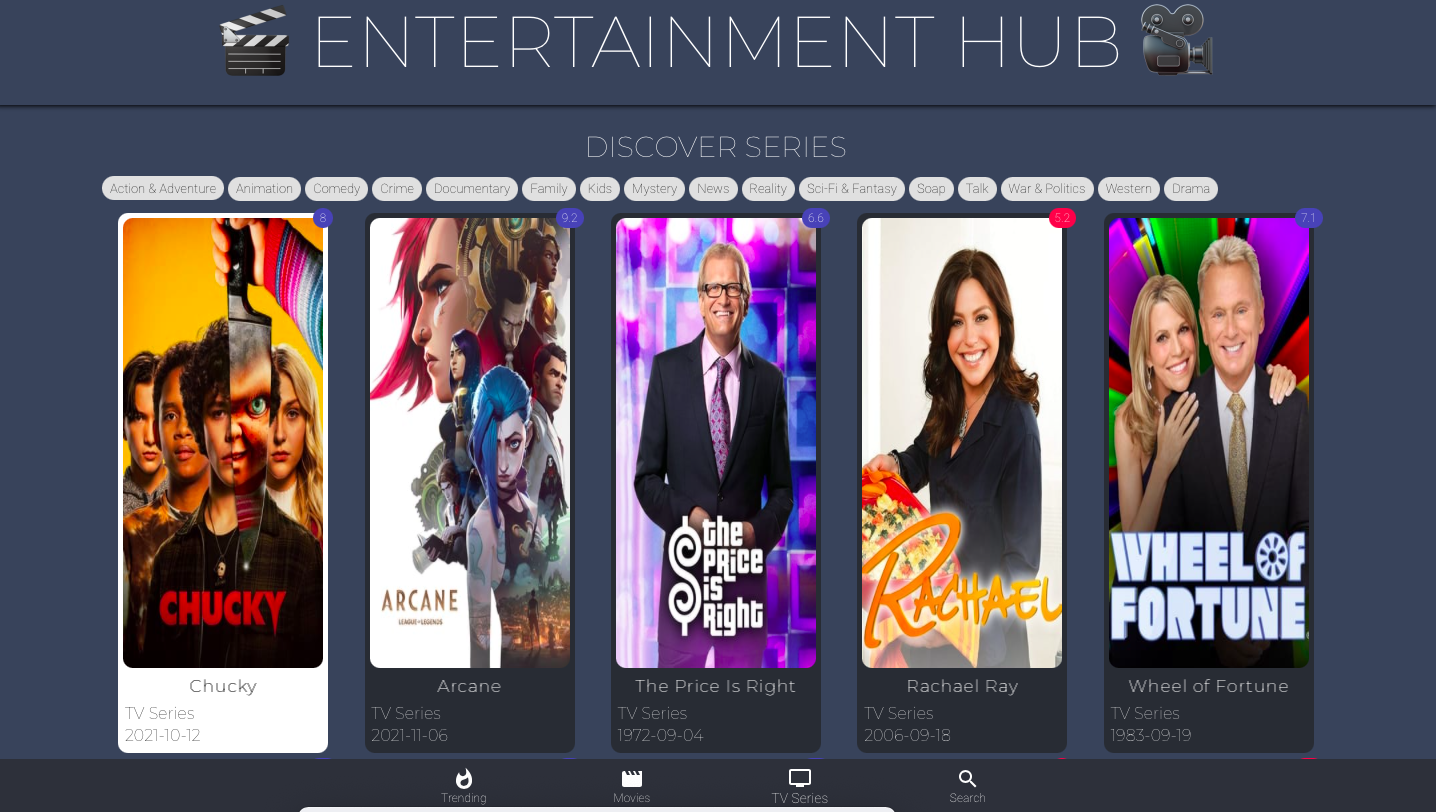 ENTERTAINMENT HUB
DISCOVER SERIES
Action & Adventure Animation Comedy Crime Documentary Family Kids Mystery News Reality Sci-Fi & Fantasy Soap Talk War & Politics Western Drama
8
9.2
6.6
5.2
7.1
CHUCKY
ARCANE
LEAGUE OF LEGENDS
the
PRice
is
Right
RACHAEL
WHEEL OF
FORTUNE
Chucky
TV Series
2021-10-12
Arcane
TV Series
2021-11-06
The Price Is Right
TV Series
1972-09-04
Rachael Ray
TV Series
2006-09-18
Wheel of Fortune
TV Series
1983-09-19
Trending
Movies
TV Series
Search